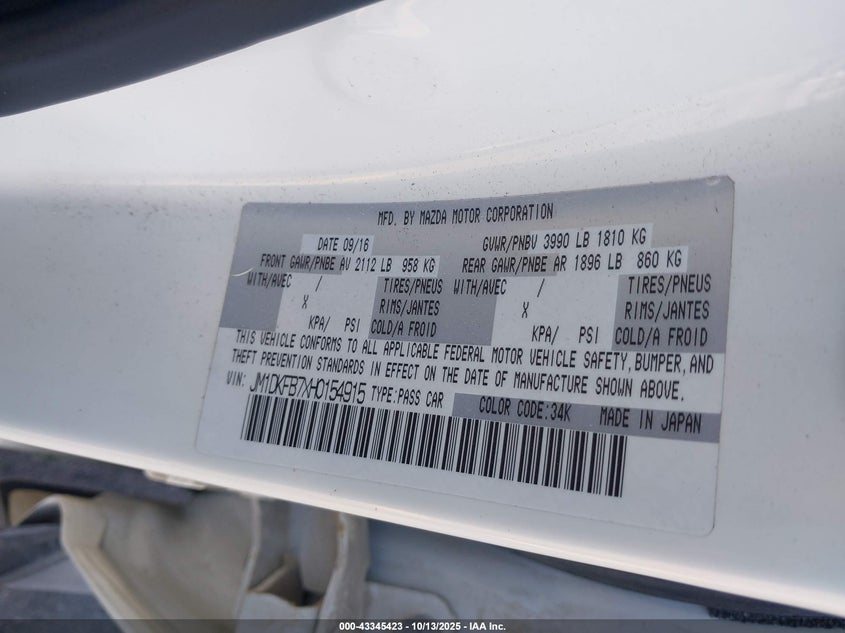 MFD. BY MAZDA MOTOR CORPORATION
DATE 09/16 GVWR/PNBV 3990 LB 1810 KG
FRONT GAWR/PNBE AV 2112 LB 958 KG REAR GAWR/PNBE AR 1896 LB 860 KG
WITH/AVEC / TIRES/PNEUS WITH/AVEC / TIRES/PNEUS
X RIMS/JANTES X RIMS/JANTES
KPA/ PSI COLD/A FROID KPA/ PSI COLD/A FROID
THIS VEHICLE CONFORMS TO ALL APPLICABLE FEDERAL MOTOR VEHICLE SAFETY, BUMPER, AND
THEFT PREVENTION STANDARDS IN EFFECT ON THE DATE OF MANUFACTURE SHOWN ABOVE.
VIN: JM1DKFB7XH0154915 TYPE:PASS CAR COLOR CODE:34K MADE IN JAPAN
000-43345423 - 10/13/2025 - IAA Inc.